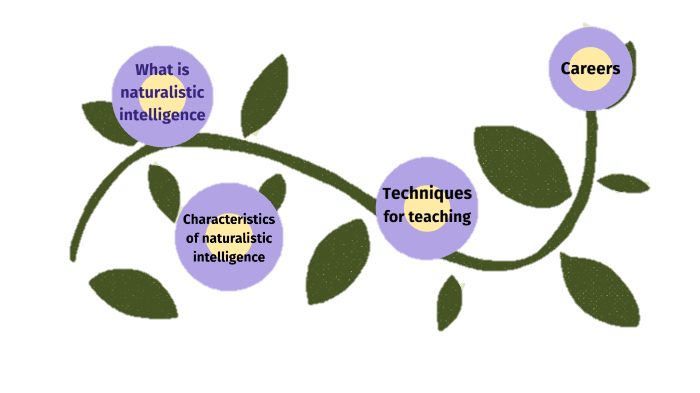 What is
naturalistic
intelligence
Characteristics
of naturalistic
intelligence
Techniques
for teaching
Careers